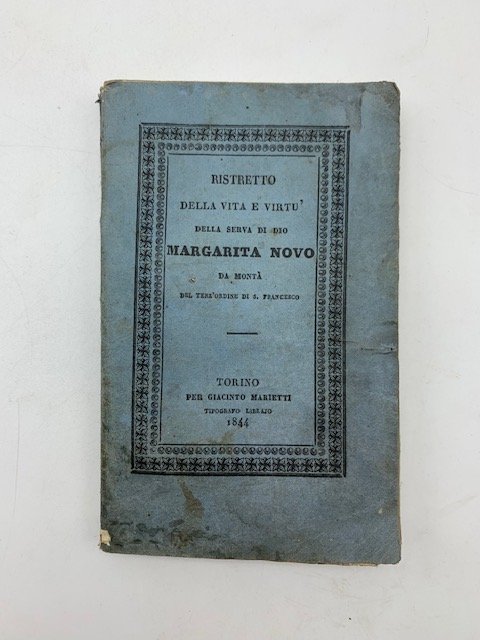 RISTRETTO
DELLA VITA E VIRTU'
DELLA SERVA DI DIO
MARGARITA NOVO
DA MONTÀ
DEL TERZ'ORDINE DI S. FRANCESCO
TORINO
PER GIACINTO MARIETTI
TIPOGRAFO LIBRAJO
1844